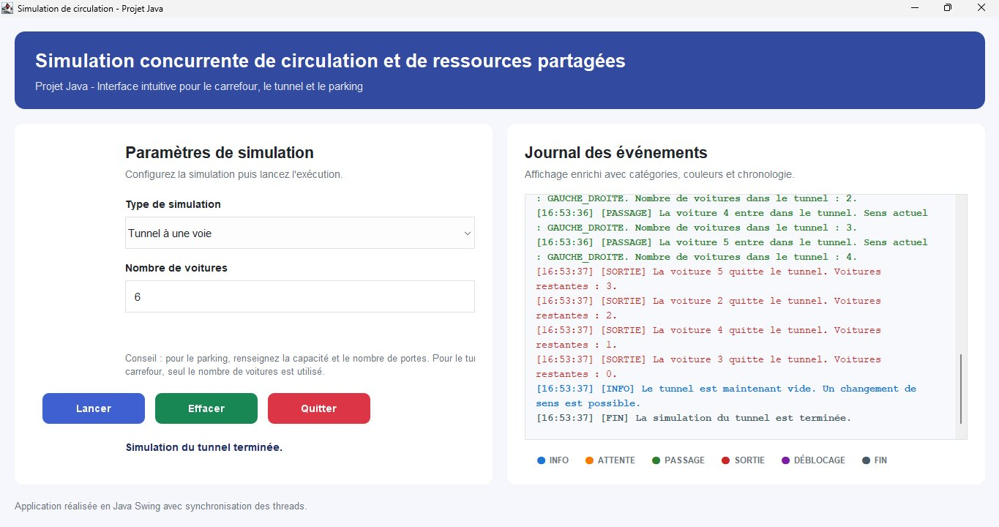 Simulation de circulation - Projet Java
Simulation concurrente de circulation et de ressources partagées
Projet Java - Interface intuitive pour le carrefour, le tunnel et le parking
Paramètres de simulation
Configurez la simulation puis lancez l'exécution.
Type de simulation
Tunnel à une voie
Nombre de voitures
6
Conseil : pour le parking, renseignez la capacité et le nombre de portes. Pour le tu
carrefour, seul le nombre de voitures est utilisé.
Lancer
Effacer
Quitter
Simulation du tunnel terminée.
Journal des événements
Affichage enrichi avec catégories, couleurs et chronologie.
: GAUCHE_DROITE. Nombre de voitures dans le tunnel : 2.
[16:53:36] [PASSAGE] La voiture 4 entre dans le tunnel. Sens actuel
: GAUCHE_DROITE. Nombre de voitures dans le tunnel : 3.
[16:53:36] [PASSAGE] La voiture 5 entre dans le tunnel. Sens actuel
: GAUCHE_DROITE. Nombre de voitures dans le tunnel : 4.
[16:53:37] [SORTIE] La voiture 5 quitte le tunnel. Voitures
restantes : 3.
[16:53:37] [SORTIE] La voiture 2 quitte le tunnel. Voitures
restantes : 2.
[16:53:37] [SORTIE] La voiture 4 quitte le tunnel. Voitures
restantes : 1.
[16:53:37] [SORTIE] La voiture 3 quitte le tunnel. Voitures
restantes : 0.
[16:53:37] [INFO] Le tunnel est maintenant vide. Un changement de
sens est possible.
[16:53:37] [FIN] La simulation du tunnel est terminée.
INFO
ATTENTE
PASSAGE
SORTIE
DÉBLOCAGE
FIN
Application réalisée en Java Swing avec synchronisation des threads.